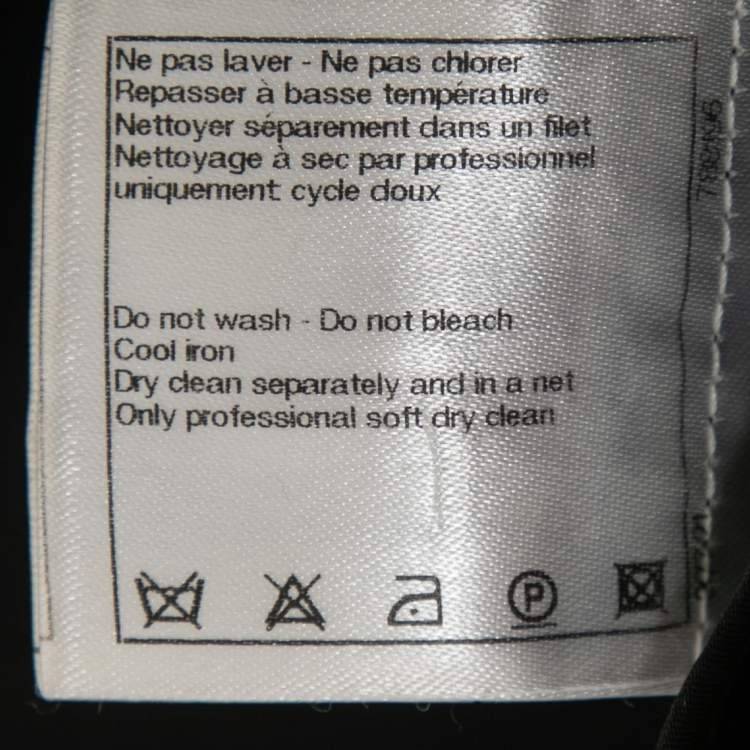 Ne pas laver - Ne pas chlorer
Repasser à basse température
Nettoyer séparement dans un filet
Nettoyage à sec par professionnel
uniquement cycle doux
Do not wash - Do not bleach
Cool iron
Dry clean separately and in a net
Only professional soft dry clean
P